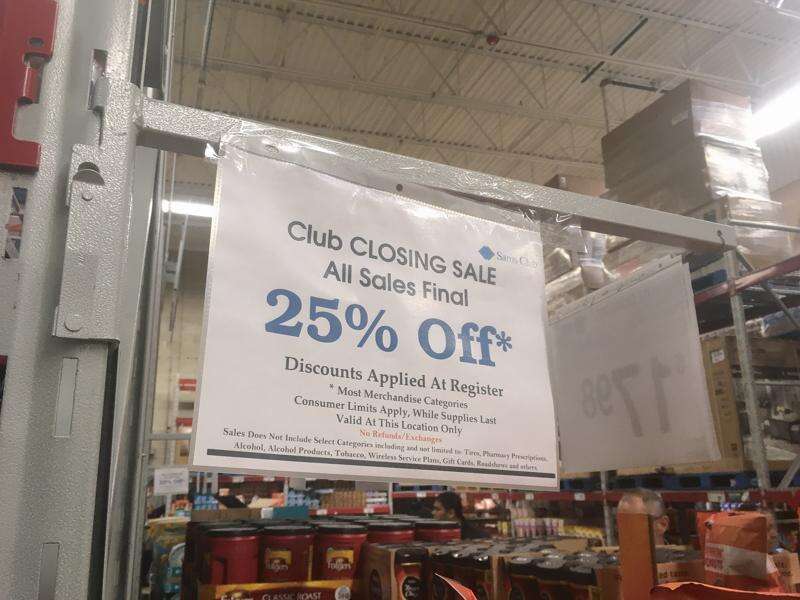 Club CLOSING SALE
Sam's Club
All Sales Final
25% Off*
Discounts Applied At Register
* Most Merchandise Categories
Consumer Limits Apply, While Supplies Last
Valid At This Location Only
No Refunds/Exchanges
Sales Does Not Include Select Categories including and not limited to: Tires, Pharmacy Prescriptions,
Alcohol, Alcohol Products, Tobacco, Wireless Service Plans, Gift Cards, Roadshows and others.
1798
Folgers
Folgers
Folgers
CLASSIC ROAST